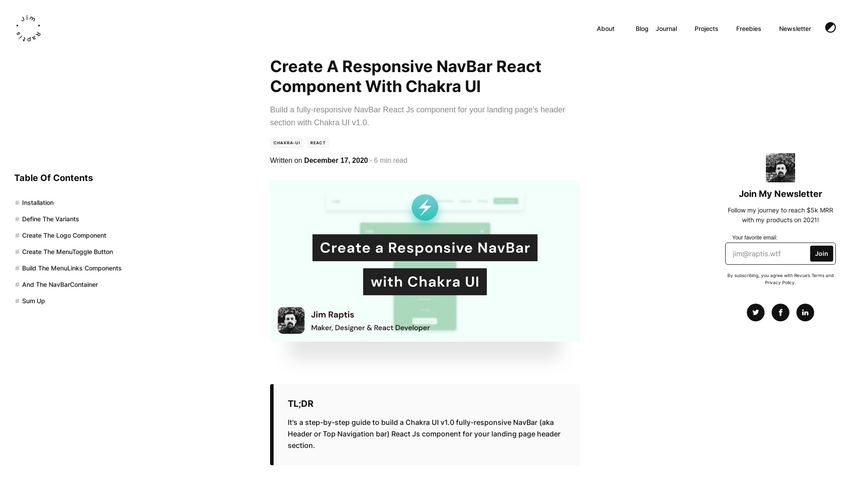 Jim Raptis
About
Blog
Journal
Projects
Freebies
Newsletter
Create A Responsive NavBar React
Component With Chakra UI
Build a fully-responsive NavBar React Js component for your landing page's header
section with Chakra UI v1.0.
CHAKRA-UI REACT
Written on December 17, 2020 - 6 min read
Table Of Contents
# Installation
# Define The Variants
# Create The Logo Component
# Create The MenuToggle Button
# Build The MenuLinks Components
# And The NavBarContainer
# Sum Up
Create a Responsive NavBar
with Chakra UI
Jim Raptis
Maker, Designer & React Developer
TL;DR
It's a step-by-step guide to build a Chakra UI v1.0 fully-responsive NavBar (aka
Header or Top Navigation bar) React Js component for your landing page header
section.
Join My Newsletter
Follow my journey to reach $5k MRR
with my products on 2021!
Your favorite email:
jim@raptis.wtf
Join
By subscribing, you agree with Revue's Terms and
Privacy Policy.